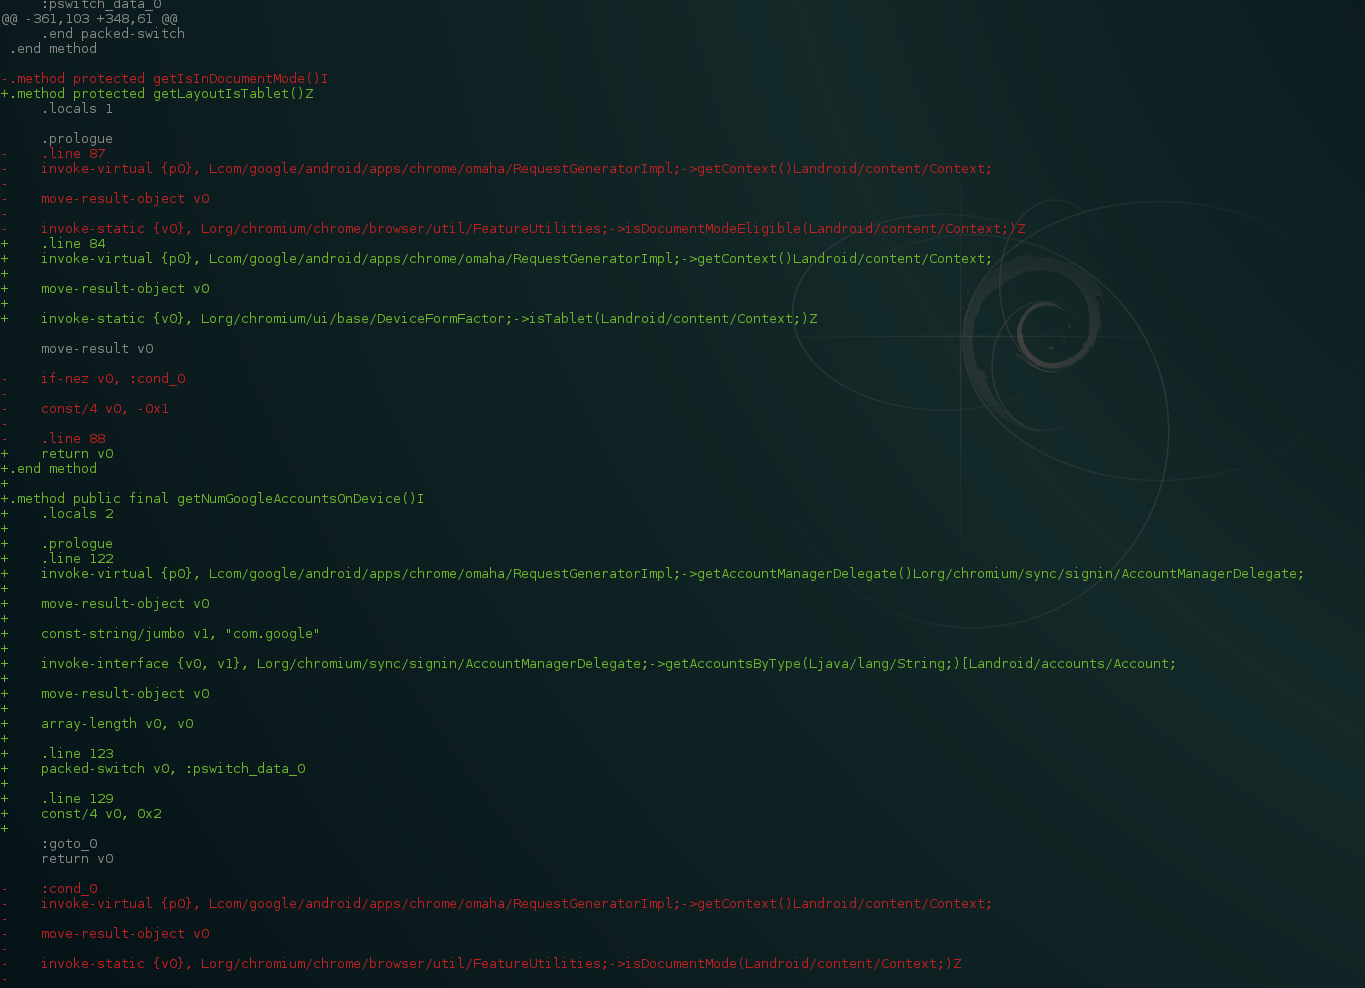 :pswitch_data_0
@@ -361,103 +348,61 @@
     .end packed-switch
 .end method

-.method protected getIsInDocumentMode()I
+.method protected getLayoutIsTablet()Z
     .locals 1

     .prologue
-    .line 87
-    invoke-virtual {p0}, Lcom/google/android/apps/chrome/omaha/RequestGeneratorImpl;->getContext()Landroid/content/Context;
-
-    move-result-object v0
-
-    invoke-static {v0}, Lorg/chromium/chrome/browser/util/FeatureUtilities;->isDocumentModeEligible(Landroid/content/Context;)Z
+    .line 84
+    invoke-virtual {p0}, Lcom/google/android/apps/chrome/omaha/RequestGeneratorImpl;->getContext()Landroid/content/Context;
+
+    move-result-object v0
+
+    invoke-static {v0}, Lorg/chromium/ui/base/DeviceFormFactor;->isTablet(Landroid/content/Context;)Z

     move-result v0

-    if-nez v0, :cond_0
-
-    const/4 v0, -0x1
-
-    .line 88
+    return v0
+.end method
+
+.method public final getNumGoogleAccountsOnDevice()I
+    .locals 2
+
+    .prologue
+    .line 122
+    invoke-virtual {p0}, Lcom/google/android/apps/chrome/omaha/RequestGeneratorImpl;->getAccountManagerDelegate()Lorg/chromium/sync/signin/AccountManagerDelegate;
+
+    move-result-object v0
+
+    const-string/jumbo v1, "com.google"
+
+    invoke-interface {v0, v1}, Lorg/chromium/sync/signin/AccountManagerDelegate;->getAccountsByType(Ljava/lang/String;)[Landroid/accounts/Account;
+
+    move-result-object v0
+
+    array-length v0, v0
+
+    .line 123
+    packed-switch v0, :pswitch_data_0
+
+    .line 129
+    const/4 v0, 0x2
+
     :goto_0
     return v0

-    :cond_0
-    invoke-virtual {p0}, Lcom/google/android/apps/chrome/omaha/RequestGeneratorImpl;->getContext()Landroid/content/Context;
-
-    move-result-object v0
-
-    invoke-static {v0}, Lorg/chromium/chrome/browser/util/FeatureUtilities;->isDocumentMode(Landroid/content/Context;)Z
-